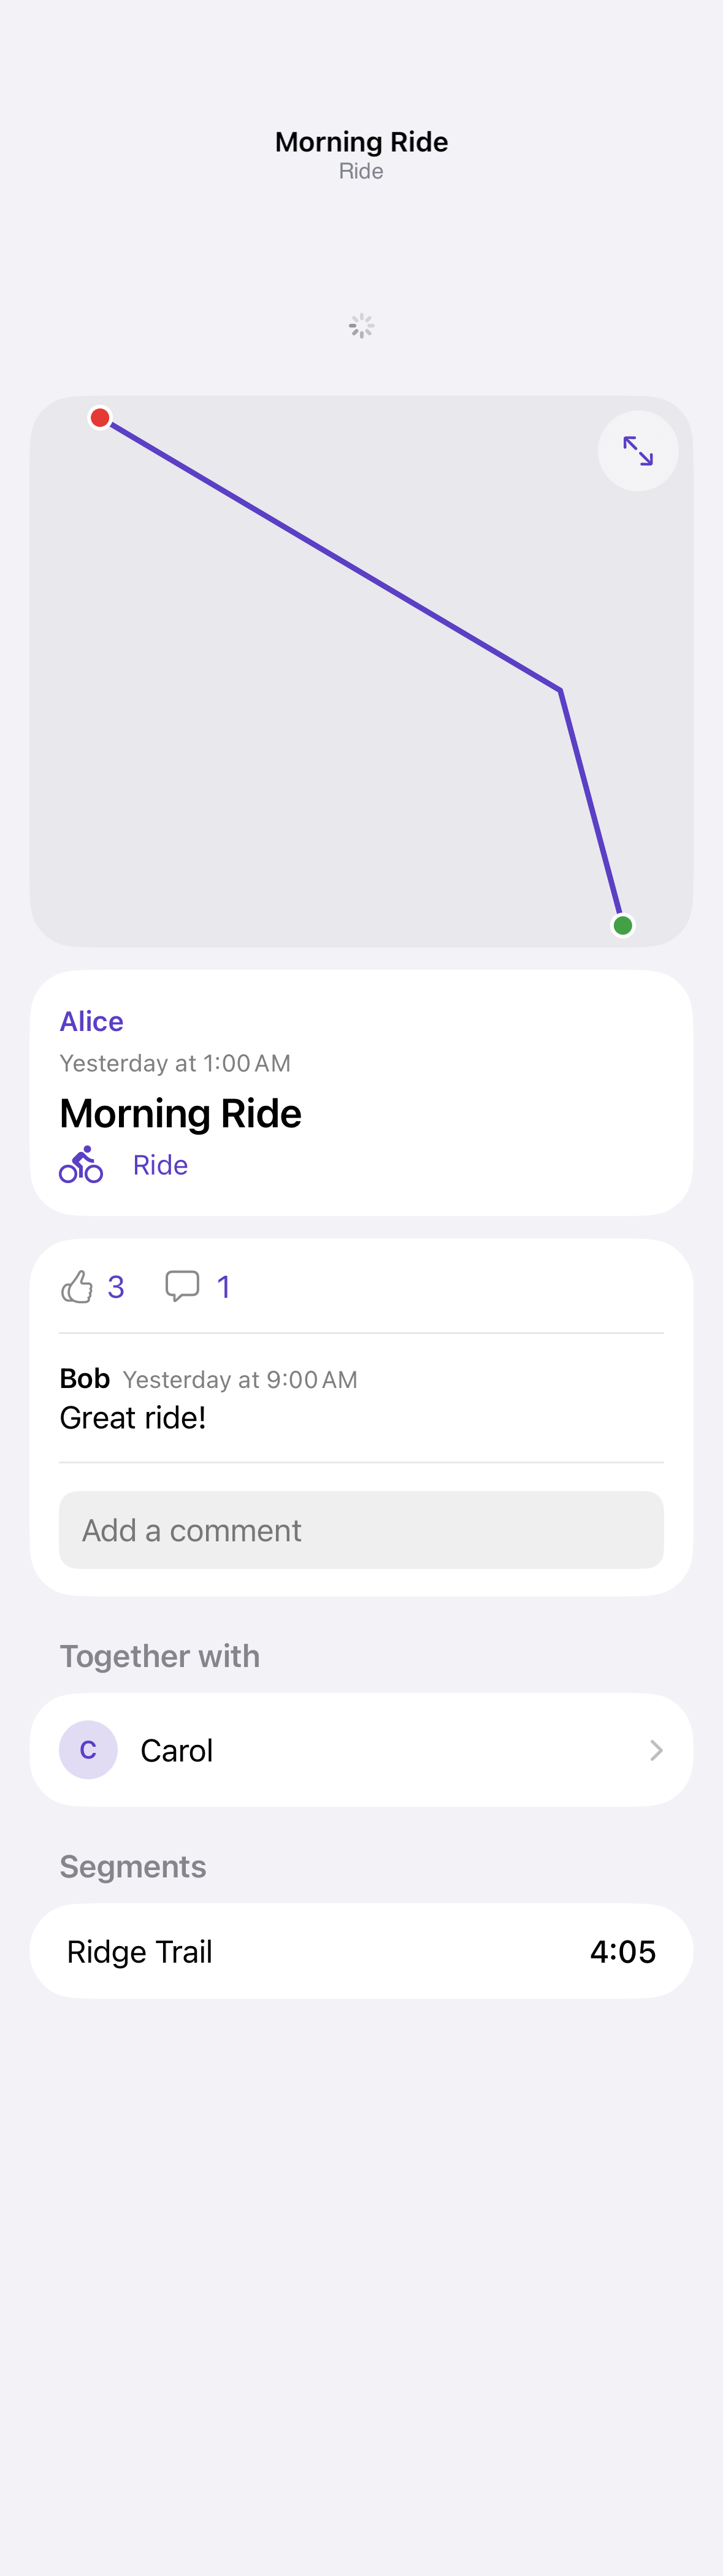 Morning Ride
Ride
Alice
Yesterday at 1:00 AM
Morning Ride
Ride
3 1
Bob Yesterday at 9:00 AM
Great ride!
Add a comment
Together with
C Carol
Segments
Ridge Trail 4:05